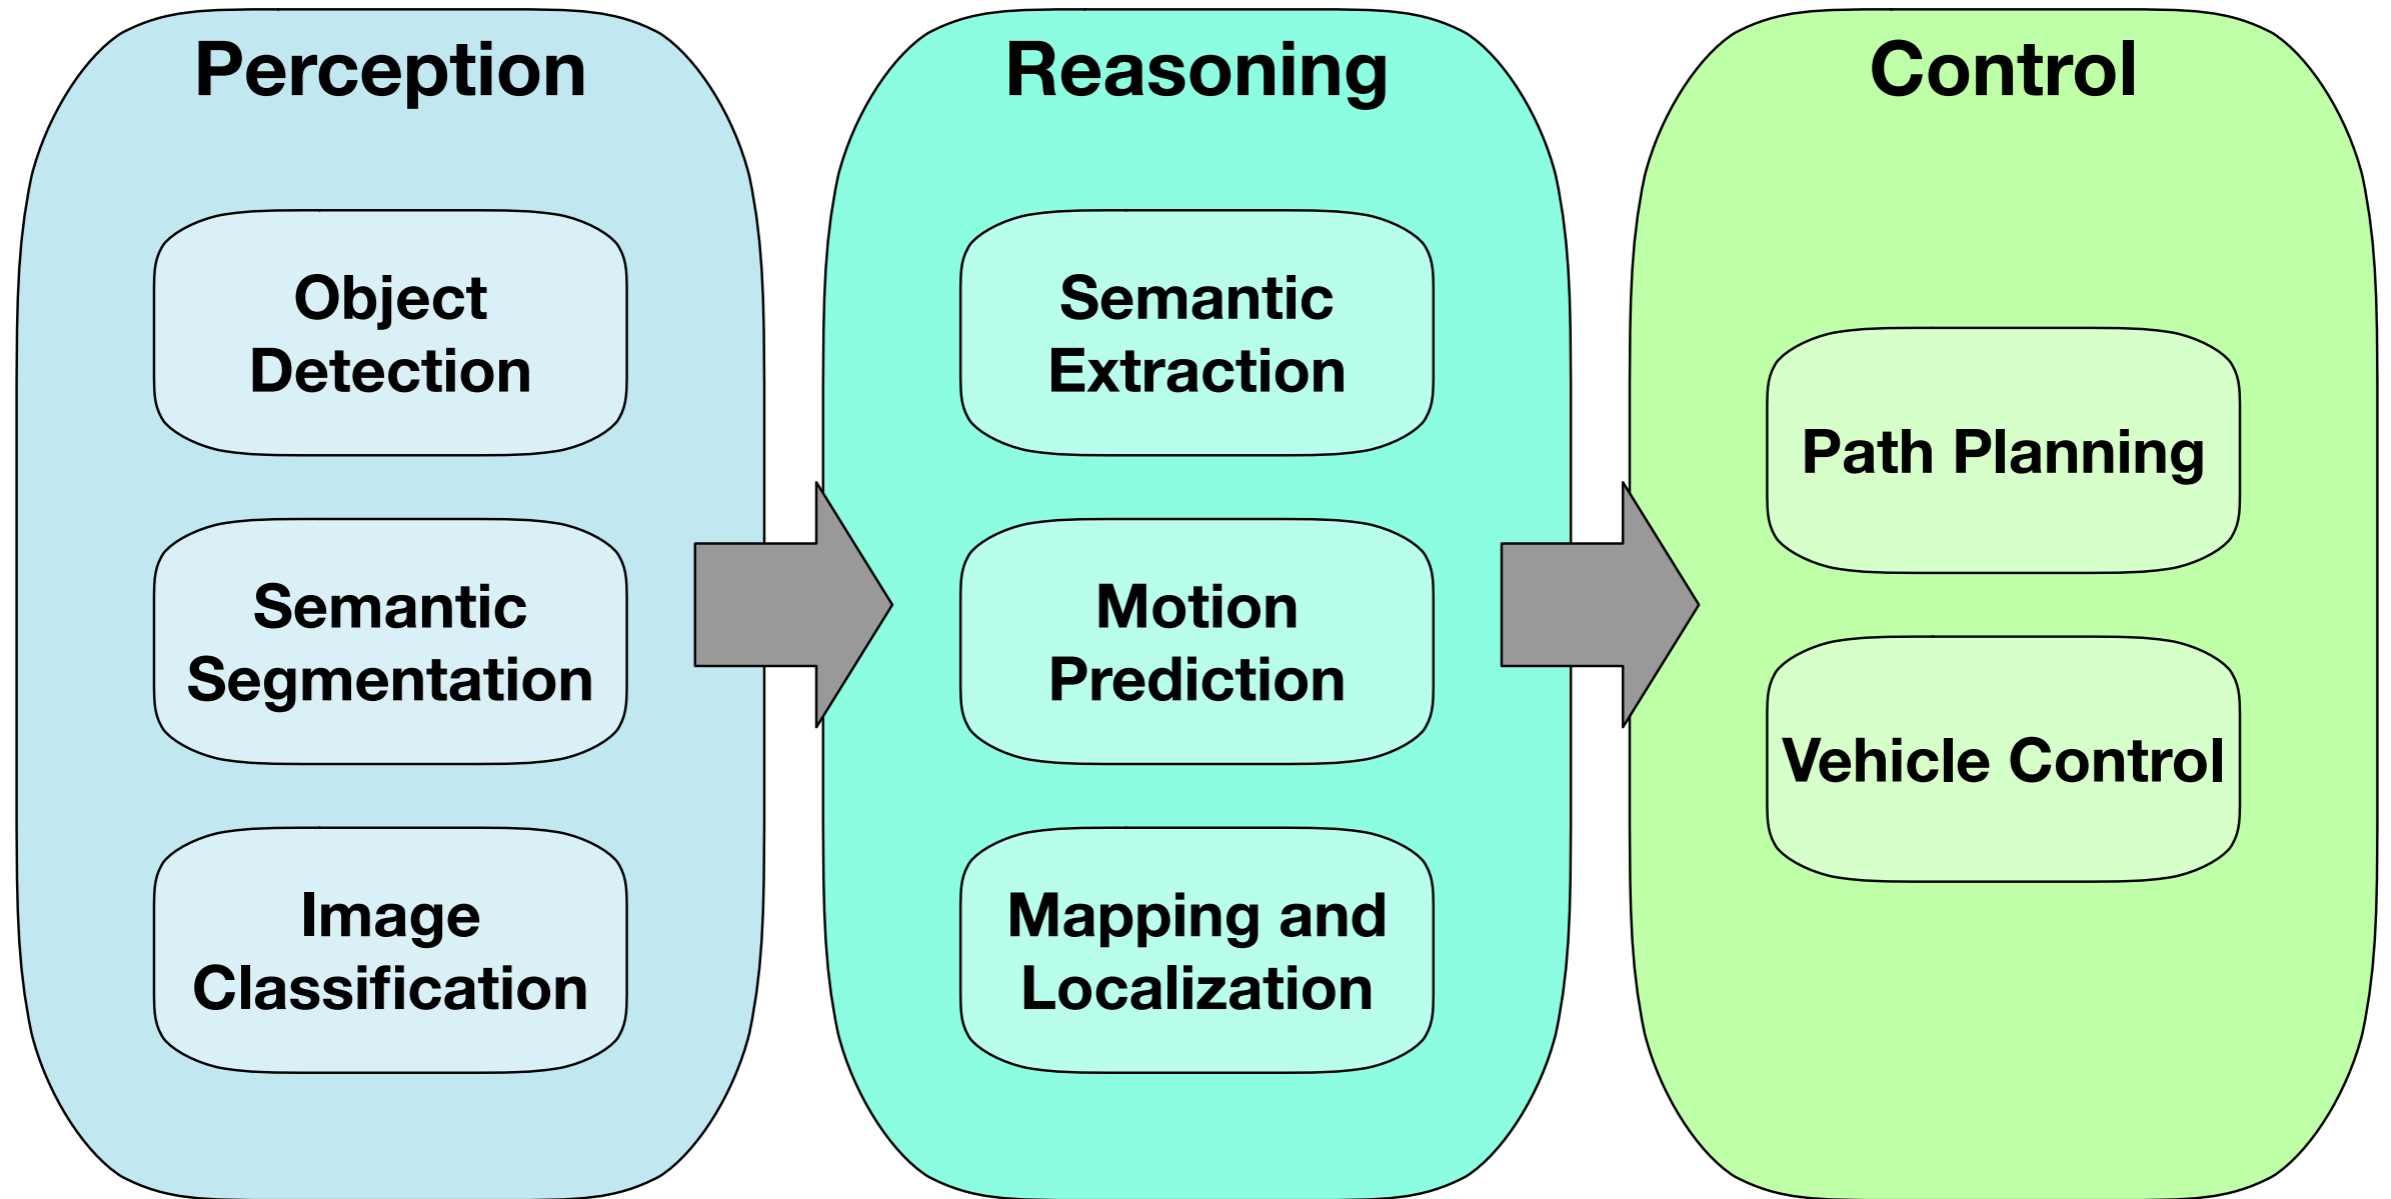 Perception
Object
Detection
Semantic
Segmentation
Image
Classification
Reasoning
Semantic
Extraction
Motion
Prediction
Mapping and
Localization
Control
Path Planning
Vehicle Control